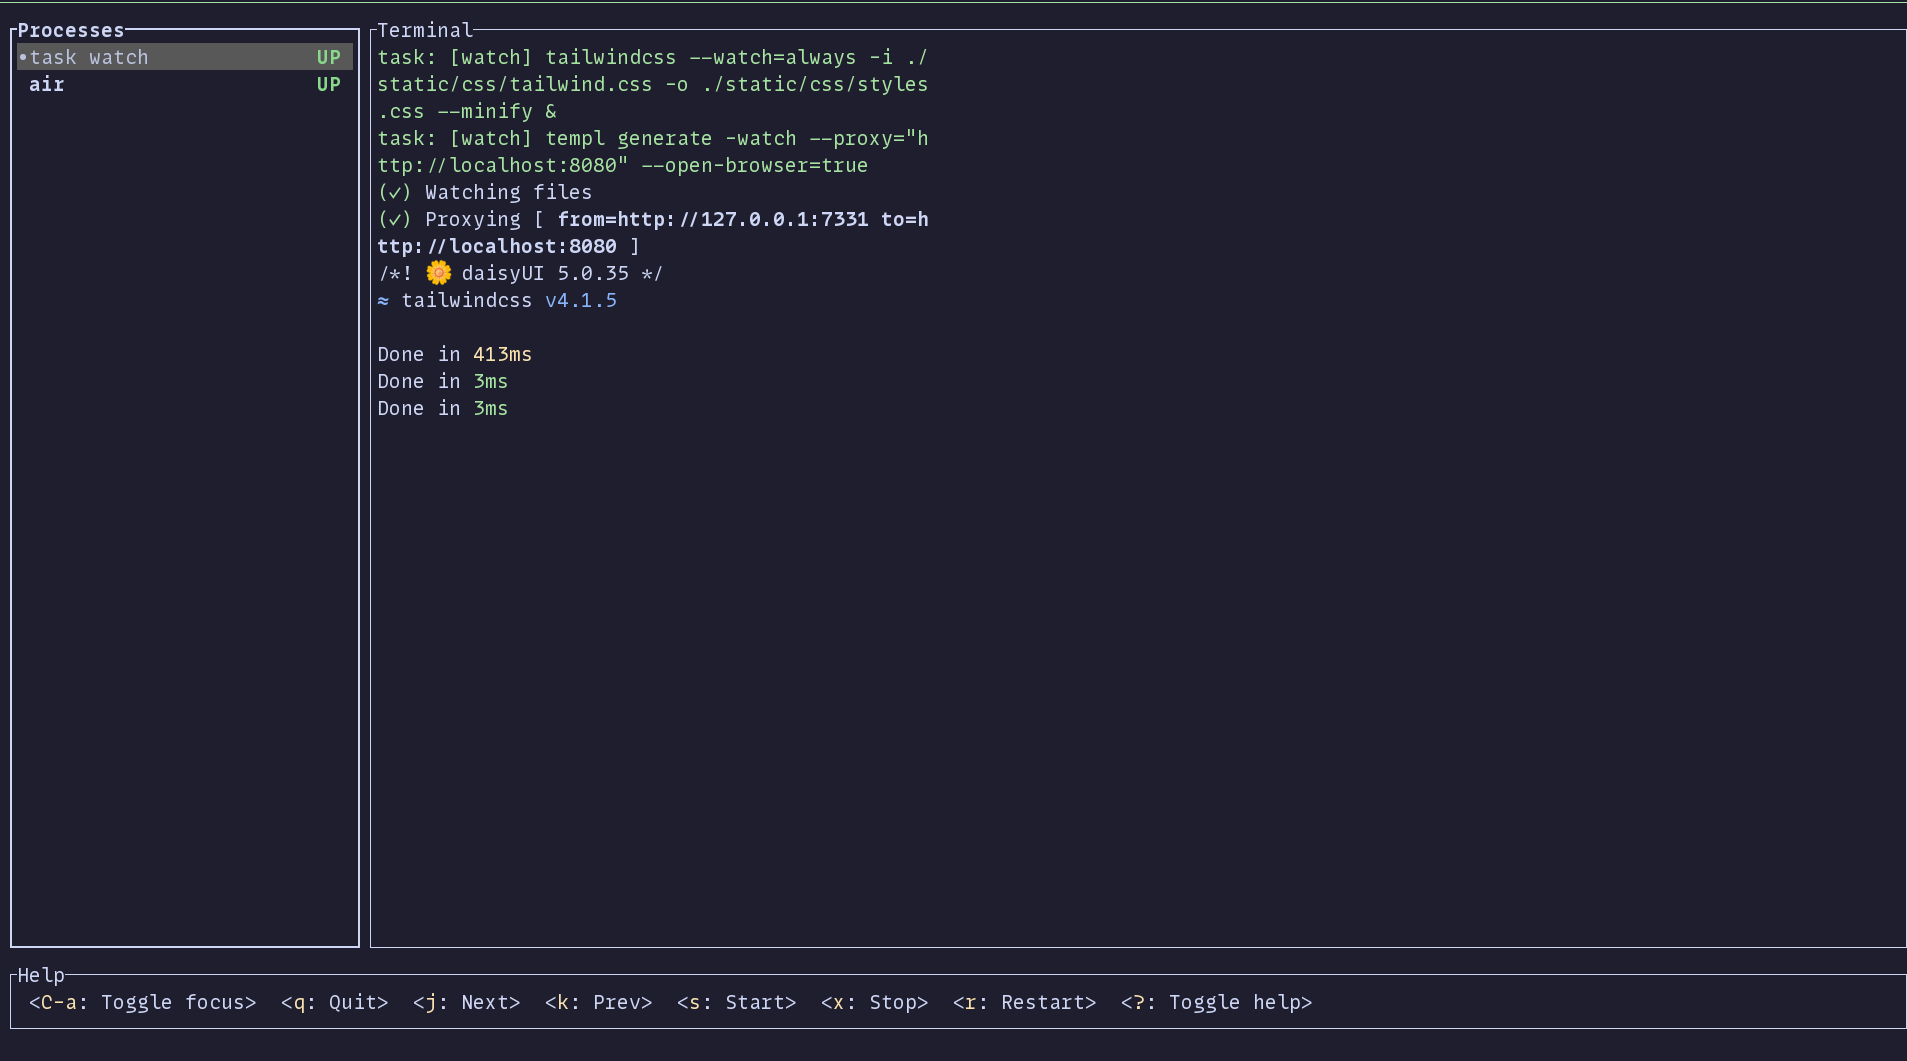 Processes
•task watch UP
air UP
Terminal
task: [watch] tailwindcss --watch=always -i ./
static/css/tailwind.css -o ./static/css/styles
.css --minify &
task: [watch] templ generate -watch --proxy="h
ttp://localhost:8080" --open-browser=true
(✓) Watching files
(✓) Proxying [ from=http://127.0.0.1:7331 to=h
ttp://localhost:8080 ]
/*! 🌼 daisyUI 5.0.35 */
≈ tailwindcss v4.1.5
Done in 413ms
Done in 3ms
Done in 3ms
Help
<C-a: Toggle focus> <q: Quit> <j: Next> <k: Prev> <s: Start> <x: Stop> <r: Restart> <?: Toggle help>